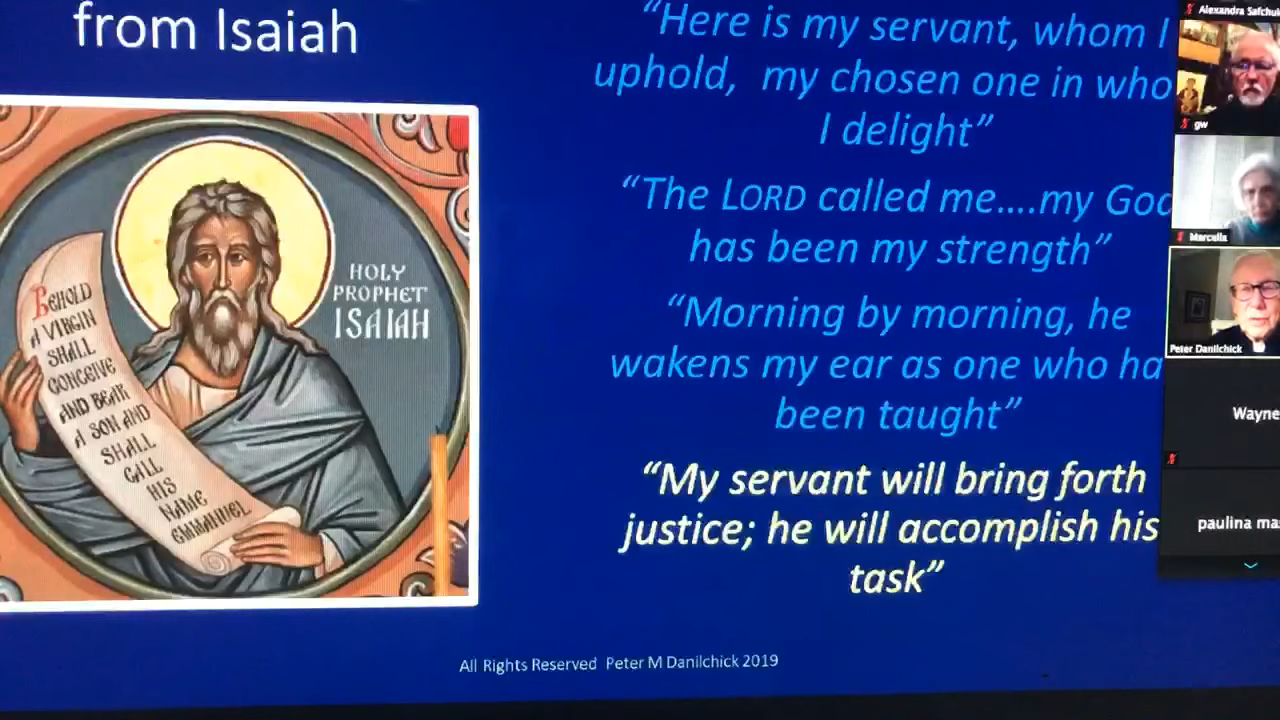 from Isaiah
HOLY
PROPHET
ISAIAH
BEHOLD
A VIRGIN
SHALL
CONCEIVE
AND BEAR
A SON AND
SHALL
CALL
HIS
NAME
EMMANUEL
“Here is my servant, whom I
uphold, my chosen one in who
I delight”
“The LORD called me....my God
has been my strength”
“Morning by morning, he
wakens my ear as one who ha
been taught”
“My servant will bring forth
justice; he will accomplish his
task”
All Rights Reserved Peter M Danilchick 2019
Alexandra Safchuk
gw
Marcella
Peter Danilchick
Wayne
paulina ma